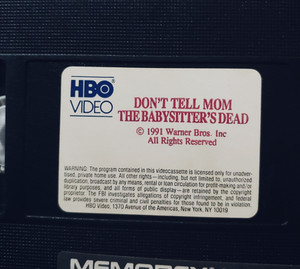 HBO®
VIDEO
DON'T TELL MOM
THE BABYSITTER'S DEAD
© 1991 Warner Bros. Inc
All Rights Reserved
WARNING: The program contained in this videocassette is licensed only for unadver-
tised, private home use. All other rights — including, but not limited to, unauthorized
duplication, broadcast by any means, rental or loan circulation for profit-making and/or
library purposes, and all forms of public display — are retained by the copyright
proprietor. The FBI investigates allegations of copyright infringement, and federal
law provides severe criminal and civil penalties for those found to be in violation.
HBO Video, 1370 Avenue of the Americas, New York, NY 10019